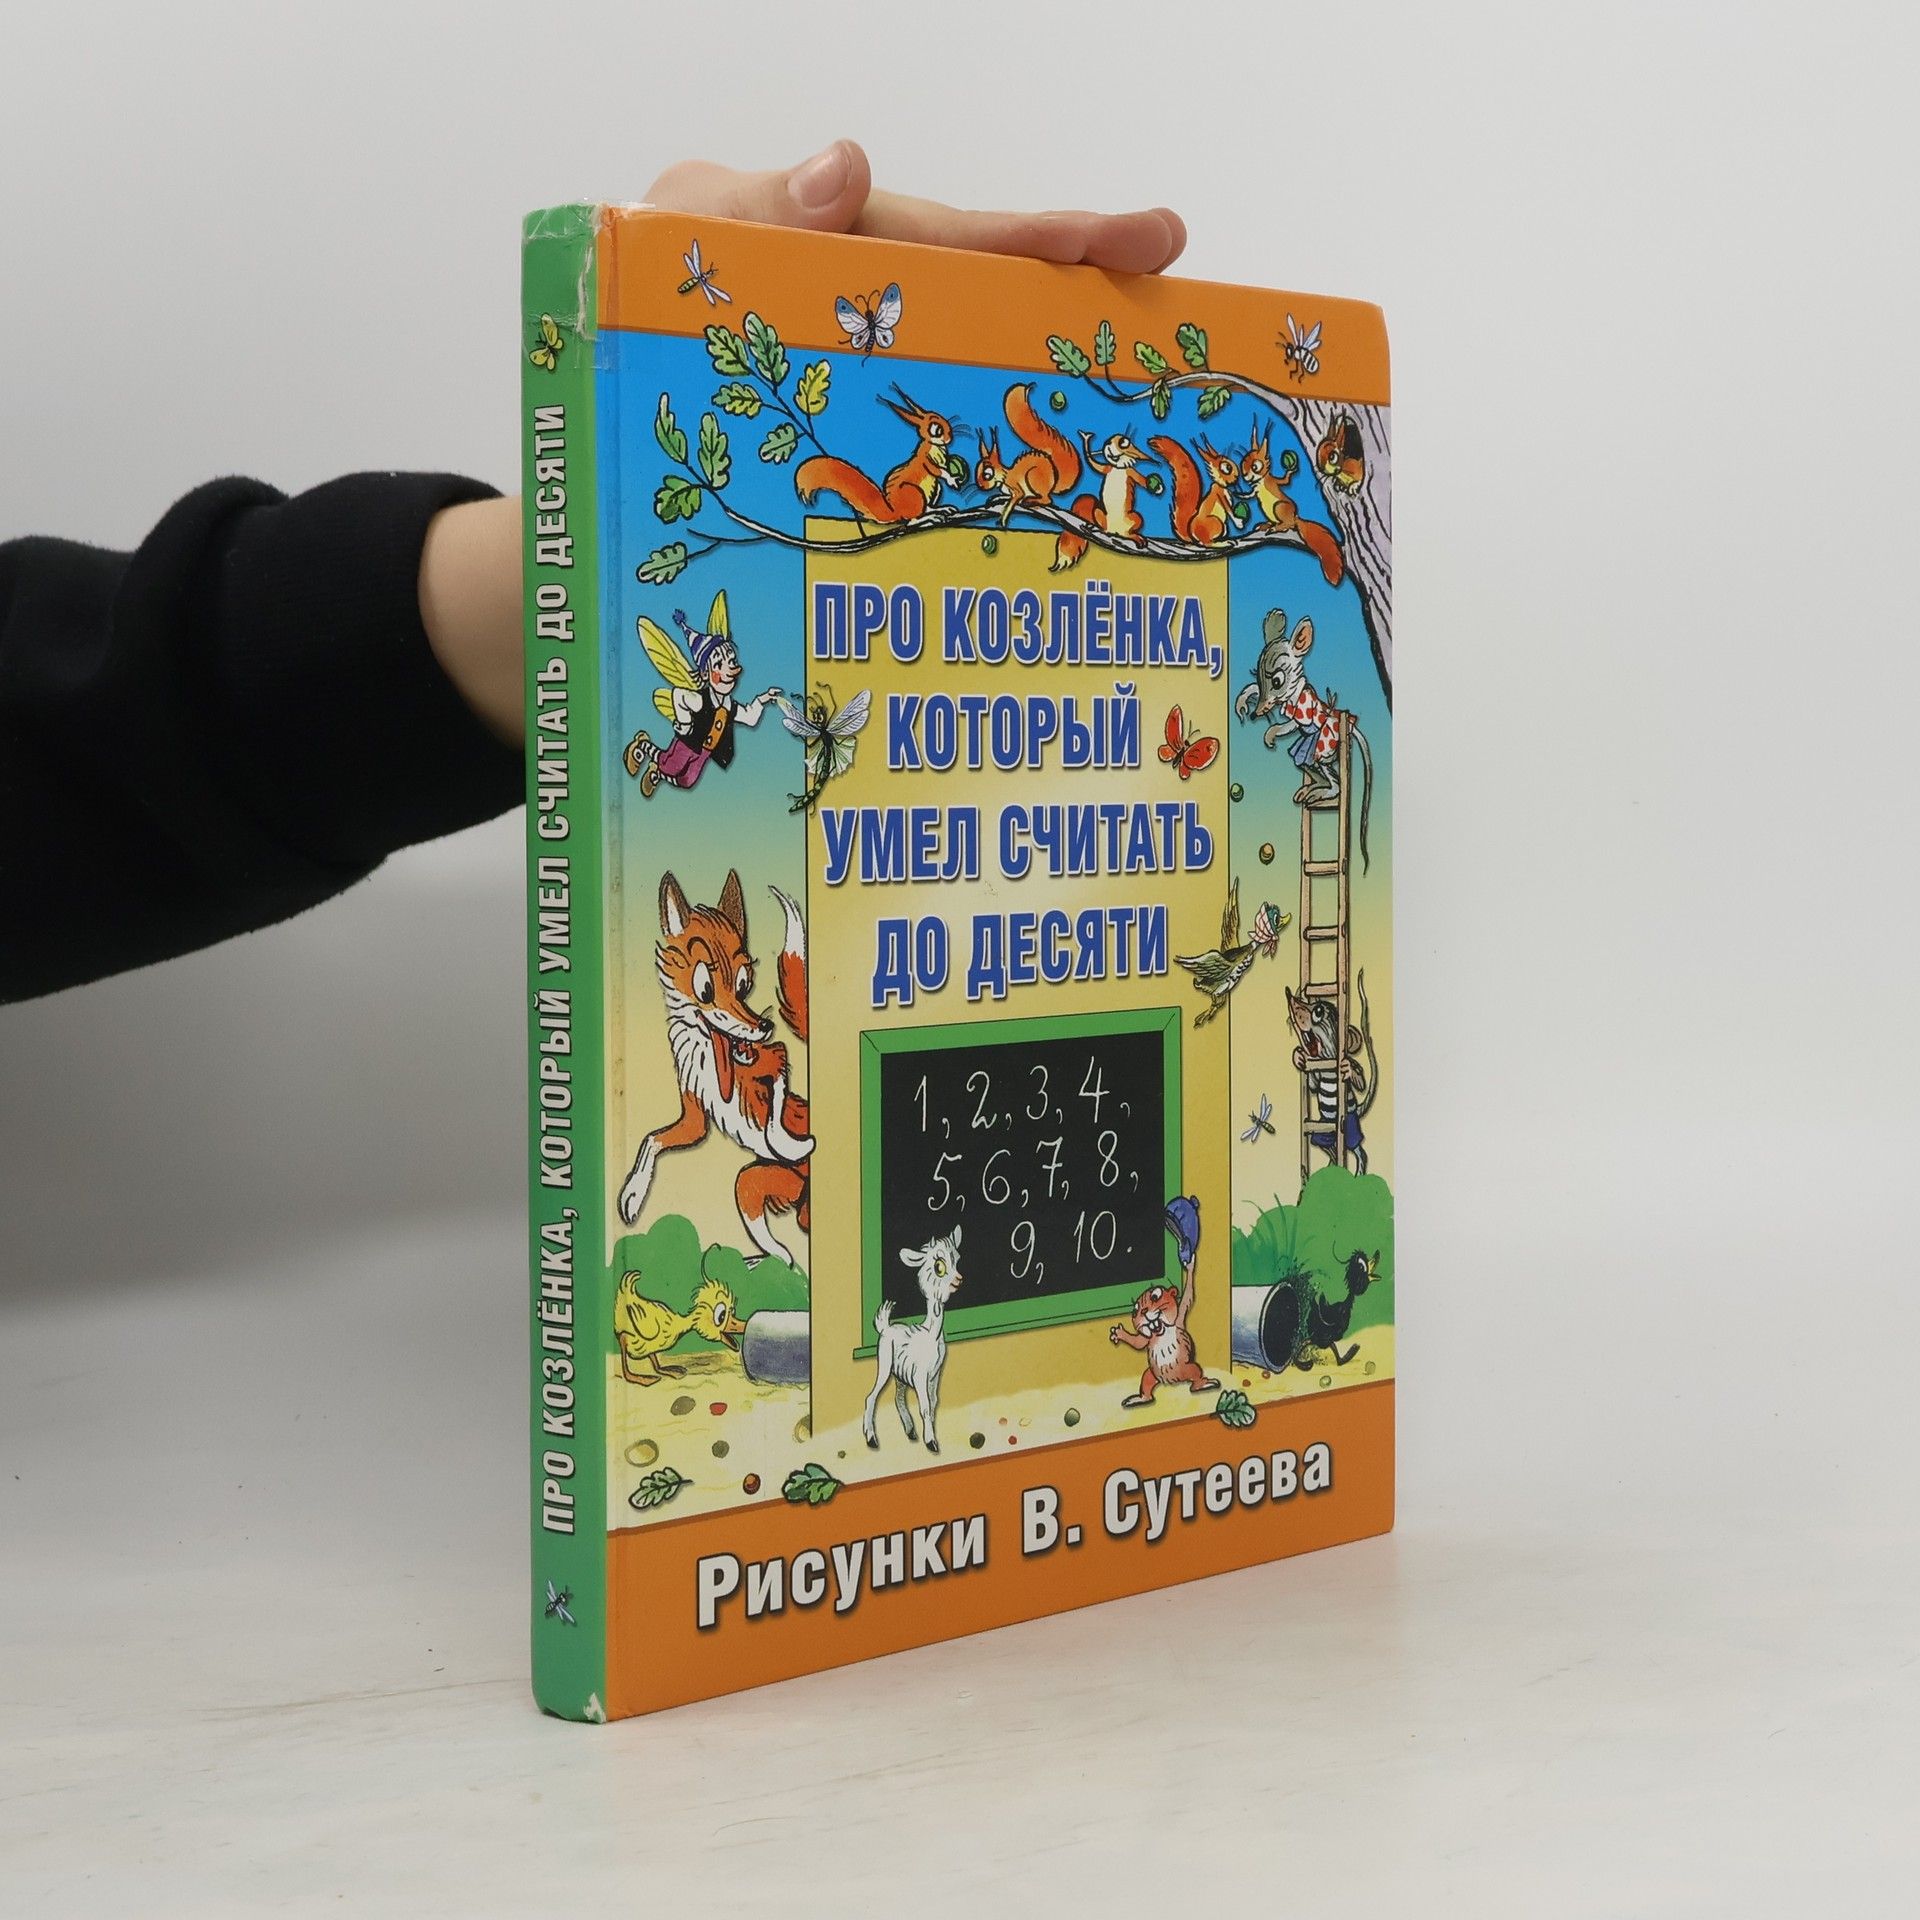 ПРО КОЗЛЁНКА, КОТОРЫЙ УМЕЛ СЧИТАТЬ ДО ДЕСЯТИ
ПРО КОЗЛЁНКА,
КОТОРЫЙ
УМЕЛ СЧИТАТЬ
ДО ДЕСЯТИ
1, 2, 3, 4,
5, 6, 7, 8,
9, 10.
Рисунки В. Сутеева